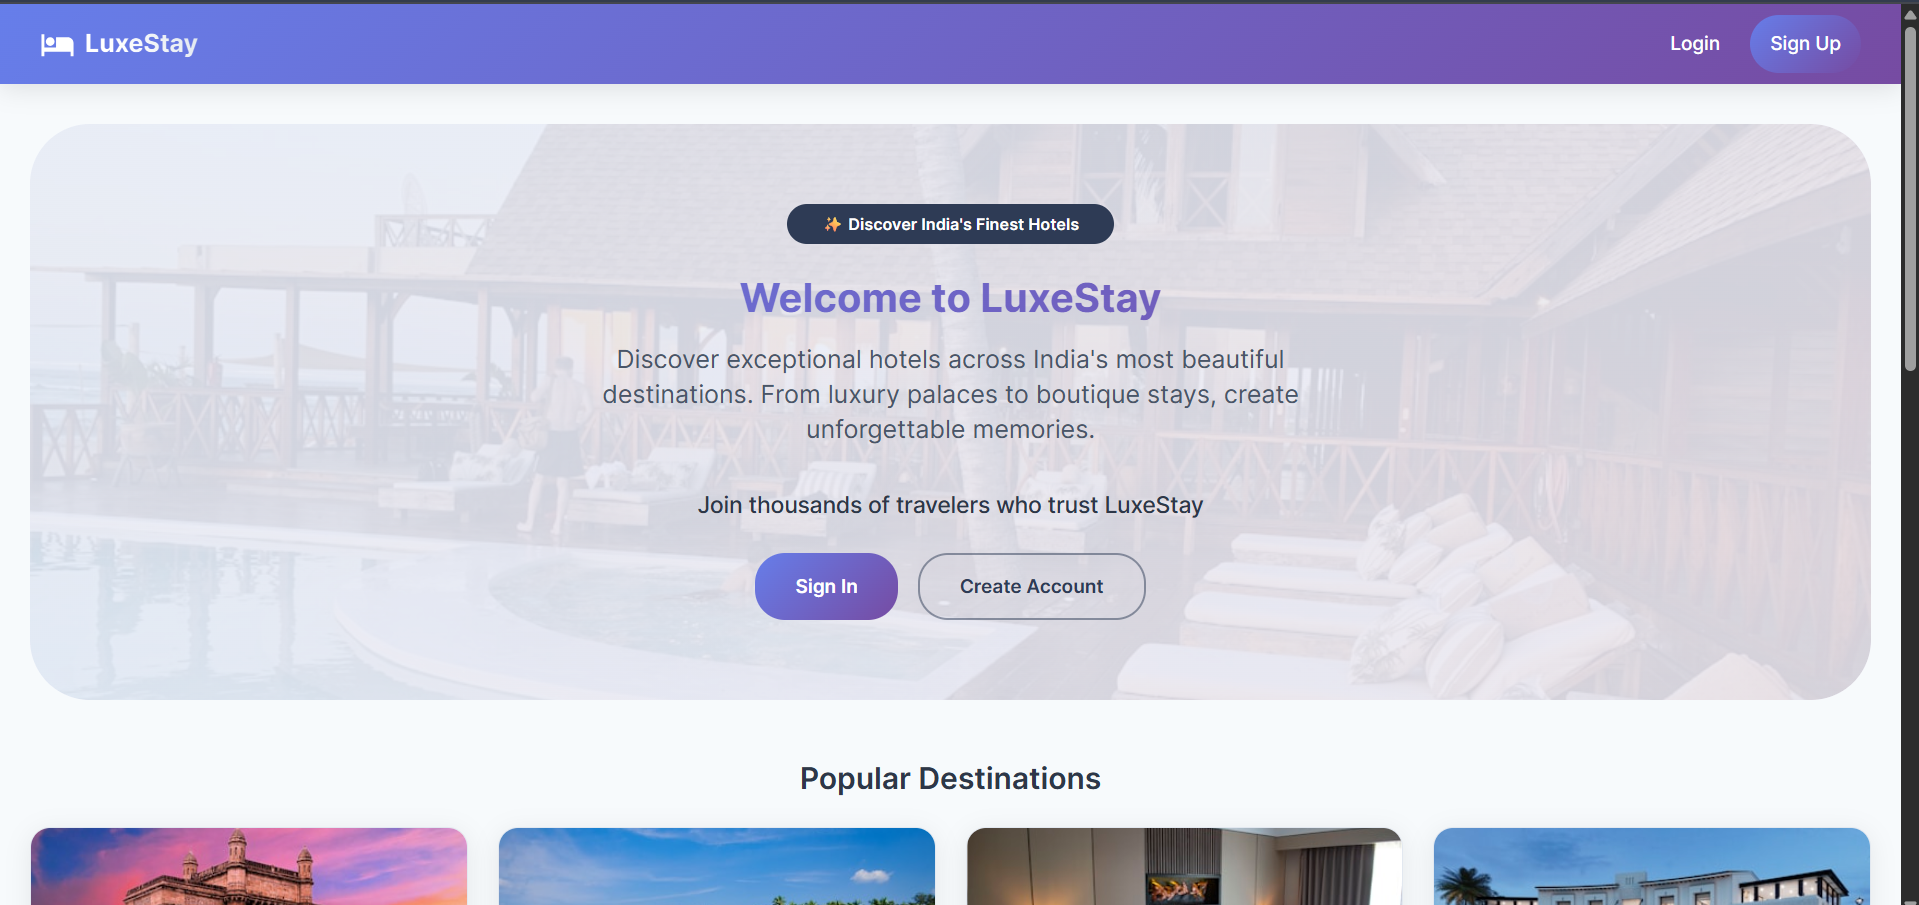 LuxeStay
Login
Sign Up
✨ Discover India's Finest Hotels
Welcome to LuxeStay
Discover exceptional hotels across India's most beautiful
destinations. From luxury palaces to boutique stays, create
unforgettable memories.
Join thousands of travelers who trust LuxeStay
Sign In
Create Account
Popular Destinations